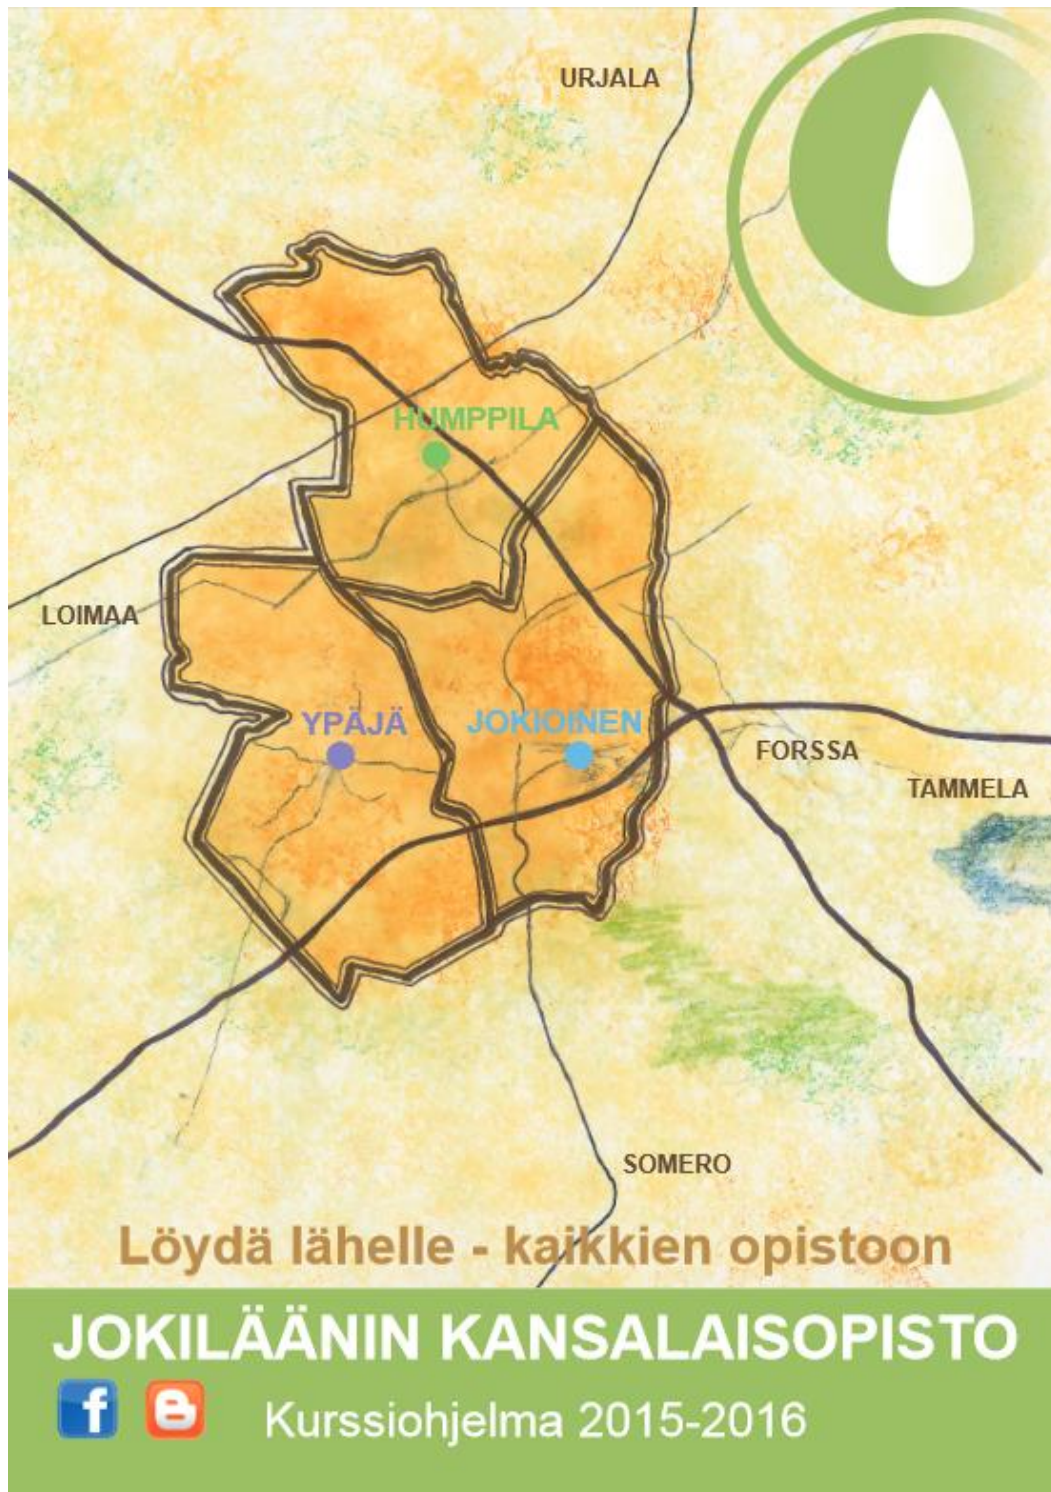 URJALA
HUMPPILA
LOIMAA
YPÄJÄ
JOKIOINEN
FORSSA
TAMMELA
SOMERO
Löydä lähelle - kaikkien opistoon
JOKILÄÄNIN KANSALAISOPISTO
Kurssiohjelma 2015-2016